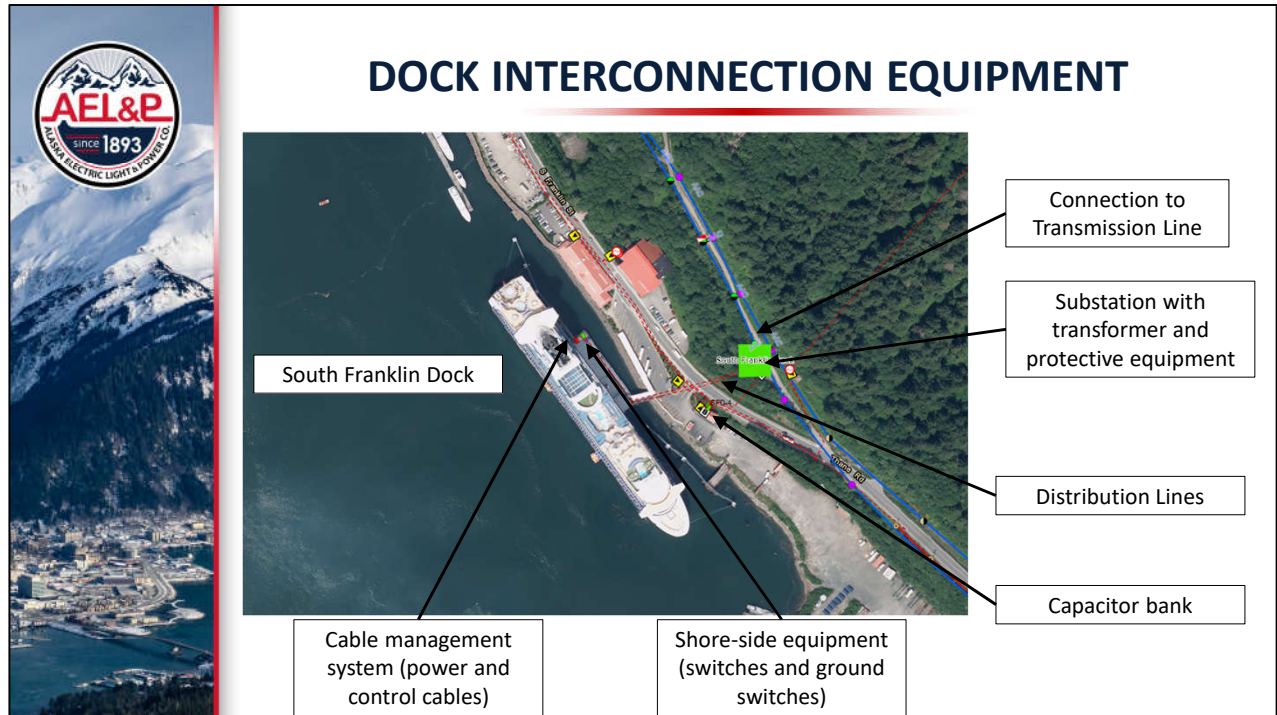 DOCK INTERCONNECTION EQUIPMENT
AEL&P
since 1893
ALASKA ELECTRIC LIGHT & POWER CO.
S Franklin St
Connection to
Transmission Line
Substation with
transformer and
protective equipment
South Franklin Dock
Distribution Lines
Capacitor bank
Cable management
system (power and
control cables)
Shore-side equipment
(switches and ground
switches)